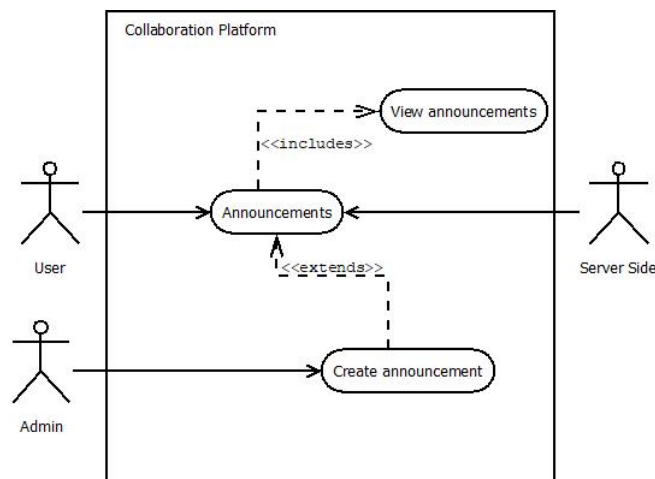 Collaboration Platform
View announcements
<<includes>>
Announcements
User
Server Side
<<extends>>
Create announcement
Admin